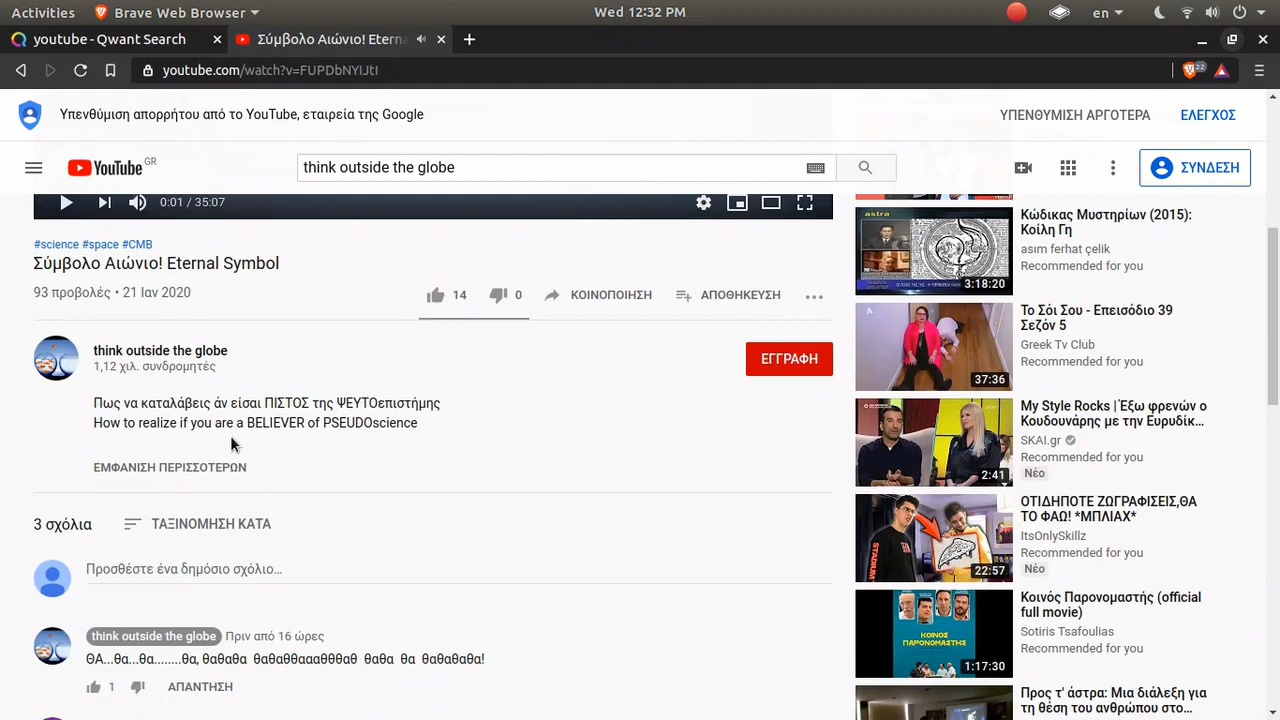 Activities
Brave Web Browser
Wed 12:32 PM
en
youtube - Qwant Search
Σύμβολο Αιώνιο! Etern
youtube.com/watch?v=FUPDbNYIJtI
22
Υπενθύμιση απορρήτου από το YouTube, εταιρεία της Google
ΥΠΕΝΘΥΜΙΣΗ ΑΡΓΟΤΕΡΑ
ΕΛΕΓΧΟΣ
YouTube GR
think outside the globe
ΣΥΝΔΕΣΗ
0:01 / 35:07
#science #space #CMB
Σύμβολο Αιώνιο! Eternal Symbol
93 προβολές • 21 Ιαν 2020
14
0
ΚΟΙΝΟΠΟΙΗΣΗ
ΑΠΟΘΗΚΕΥΣΗ
think outside the globe
1,12 χιλ. συνδρομητές
ΕΓΓΡΑΦΗ
Πως να καταλάβεις άν είσαι ΠΙΣΤΟΣ της ΨΕΥΤΟεπιστήμης
How to realize if you are a BELIEVER of PSEUDOscience
ΕΜΦΑΝΙΣΗ ΠΕΡΙΣΣΟΤΕΡΩΝ
3 σχόλια
ΤΑΞΙΝΟΜΗΣΗ ΚΑΤΑ
Προσθέστε ένα δημόσιο σχόλιο...
think outside the globe Πριν από 16 ώρες
ΘΑ...θα...θα........θα, θαθαθα θαθαθθαααθθθαθ θαθα θα θαθαθαθα!
1
ΑΠΑΝΤΗΣΗ
astra
3:18:20
Κώδικας Μυστηρίων (2015):
Κοίλη Γη
asım ferhat çelik
Recommended for you
37:36
Το Σόι Σου - Επεισόδιο 39
Σεζόν 5
Greek Tv Club
Recommended for you
2:41
My Style Rocks | Έξω φρενών ο
Κουδουνάρης με την Ευρυδίκ...
SKAI.gr
Recommended for you
Νέο
22:57
ΟΤΙΔΗΠΟΤΕ ΖΩΓΡΑΦΙΣΕΙΣ,ΘΑ
ΤΟ ΦΑΩ! *ΜΠΛΙΑΧ*
ItsOnlySkillz
Recommended for you
Νέο
ΚΟΙΝΟΣ
ΠΑΡΟΝΟΜΑΣΤΗΣ
1:17:30
Κοινός Παρονομαστής (official
full movie)
Sotiris Tsafoulias
Recommended for you
Προς τ' άστρα: Μια διάλεξη για
τη θέση του ανθρώπου στο...